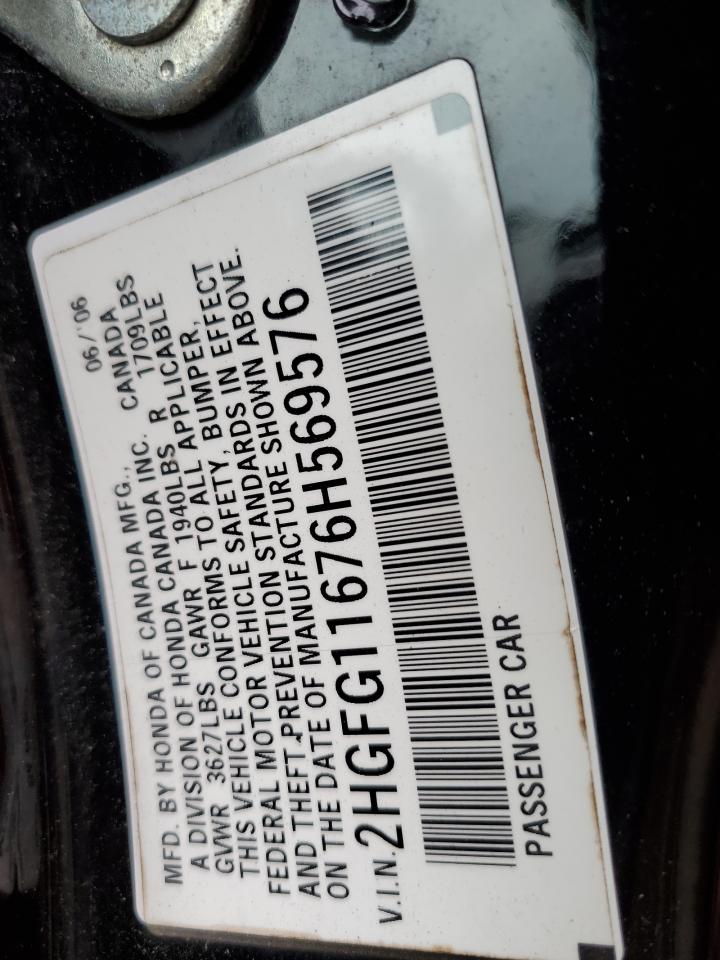 MFD. BY HONDA OF CANADA MFG., 06/'06
A DIVISION OF HONDA CANADA INC. CANADA
GVWR 3627LBS GAWR F 1940LBS R 1709LBS
THIS VEHICLE CONFORMS TO ALL APPLICABLE
FEDERAL MOTOR VEHICLE SAFETY, BUMPER,
AND THEFT PREVENTION STANDARDS IN EFFECT
ON THE DATE OF MANUFACTURE SHOWN ABOVE.
V.I.N. 2HGFG11676H569576
PASSENGER CAR